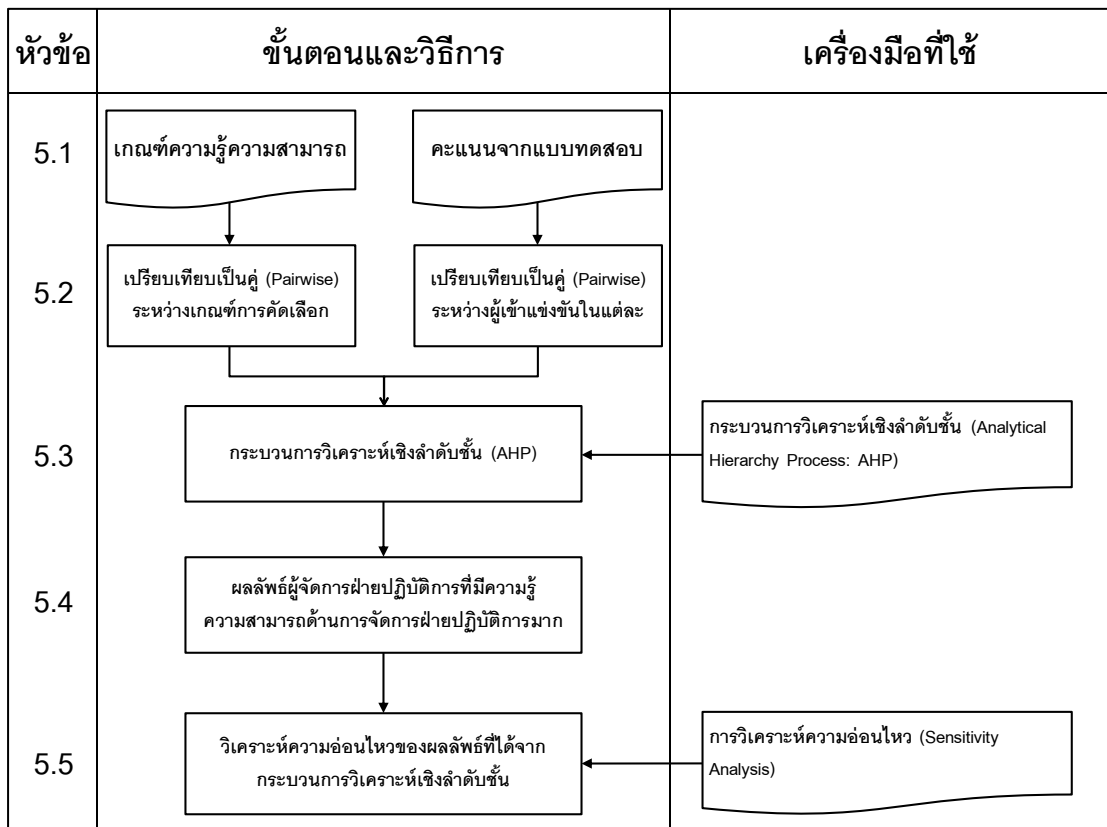 หัวข้อ
ขั้นตอนและวิธีการ
เครื่องมือที่ใช้
5.1
เกณฑ์ความรู้ความสามารถ
คะแนนจากแบบทดสอบ
5.2
เปรียบเทียบเป็นคู่ (Pairwise)
ระหว่างเกณฑ์การคัดเลือก
เปรียบเทียบเป็นคู่ (Pairwise)
ระหว่างผู้เข้าแข่งขันในแต่ละ
5.3
กระบวนการวิเคราะห์เชิงลำดับชั้น (AHP)
กระบวนการวิเคราะห์เชิงลำดับชั้น (Analytical
Hierarchy Process: AHP)
5.4
ผลลัพธ์ผู้จัดการฝ่ายปฏิบัติการที่มีความรู้
ความสามารถด้านการจัดการฝ่ายปฏิบัติการมาก
5.5
วิเคราะห์ความอ่อนไหวของผลลัพธ์ที่ได้จาก
กระบวนการวิเคราะห์เชิงลำดับชั้น
การวิเคราะห์ความอ่อนไหว (Sensitivity
Analysis)